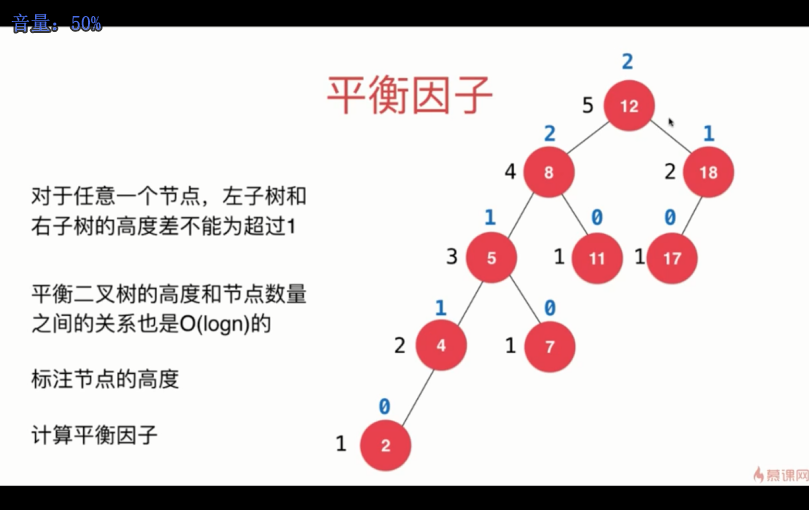 音量：50%
平衡因子
对于任意一个节点，左子树和
右子树的高度差不能为超过1
平衡二叉树的高度和节点数量
之间的关系也是O(logn)的
标注节点的高度
计算平衡因子
2
5 12
2 1
4 8 2 18
1 0 0
3 5 1 11 1 17
1 0
2 4 1 7
0
1 2
慕课网